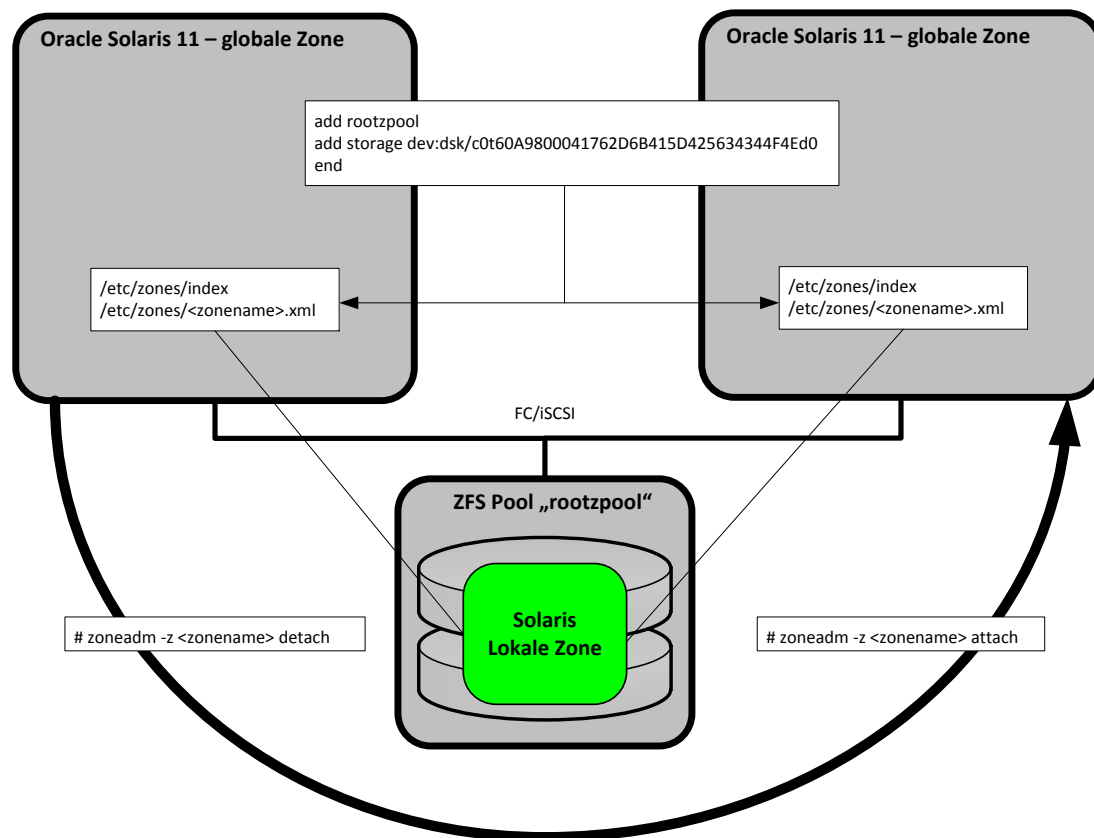 Oracle Solaris 11 – globale Zone
Oracle Solaris 11 – globale Zone
add rootzpool
add storage dev:dsk/c0t60A9800041762D6B415D425634344F4Ed0
end
/etc/zones/index
/etc/zones/<zonename>.xml
/etc/zones/index
/etc/zones/<zonename>.xml
FC/iSCSI
ZFS Pool „rootzpool“
Solaris
Lokale Zone
# zoneadm -z <zonename> detach
# zoneadm -z <zonename> attach